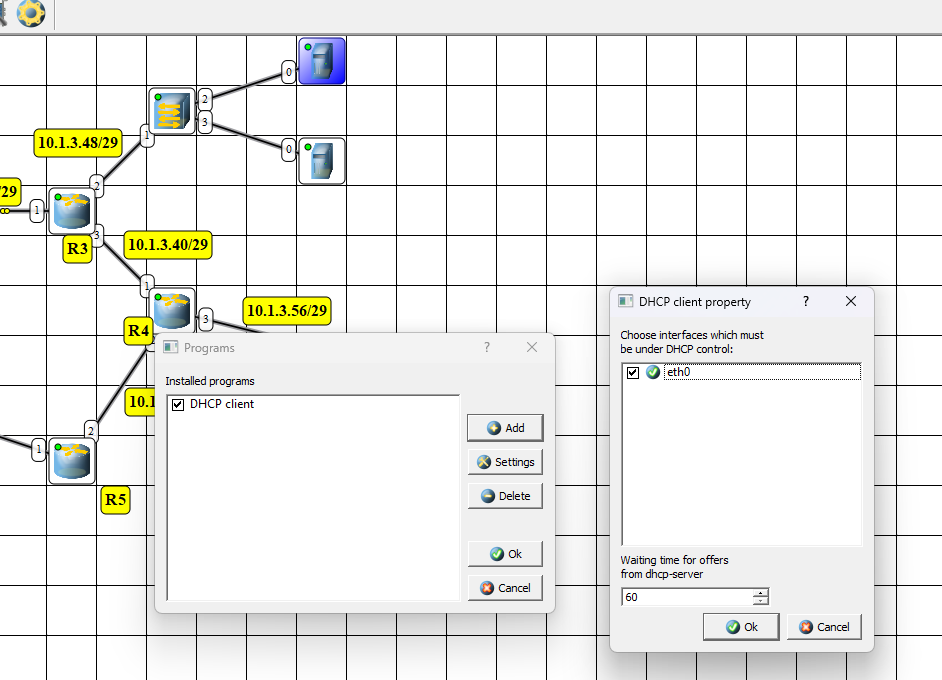 0
2
3
1
10.1.3.48/29
0
/29
2
1
3
R3
10.1.3.40/29
1
10.1.3.56/29
3
R4
DHCP client property ? ×
Choose interfaces which must
be under DHCP control:
eth0
Waiting time for offers
from dhcp-server
60
Ok
Cancel
Programs ? ×
Installed programs
DHCP client
Add
Settings
Delete
Ok
Cancel
10.1
2
1
R5